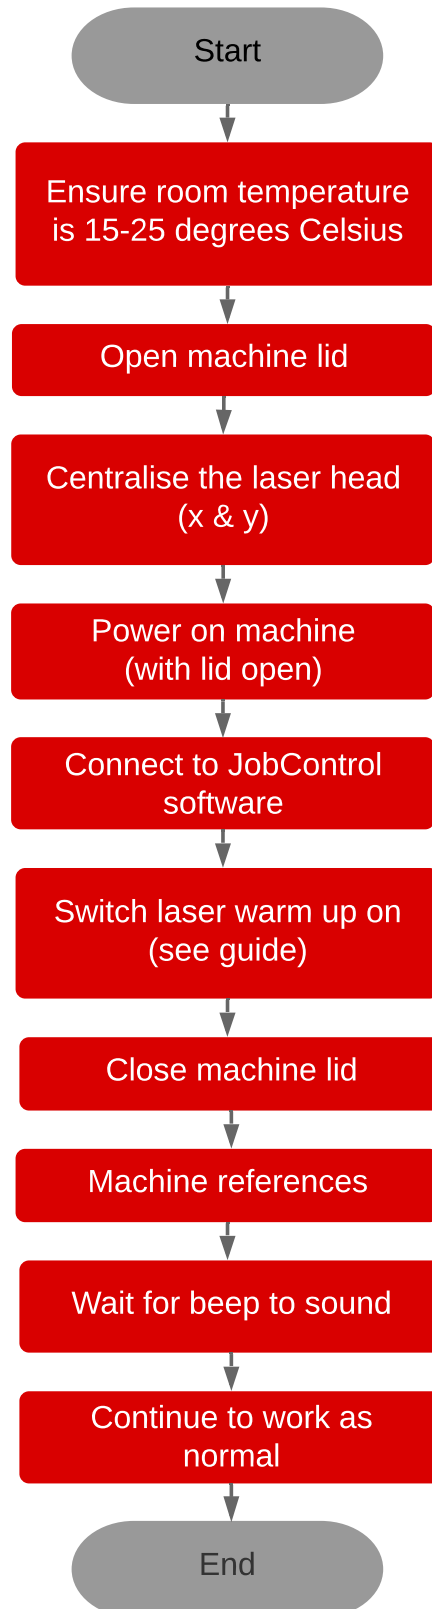 Start
Ensure room temperature
is 15-25 degrees Celsius
Open machine lid
Centralise the laser head
(x & y)
Power on machine
(with lid open)
Connect to JobControl
software
Switch laser warm up on
(see guide)
Close machine lid
Machine references
Wait for beep to sound
Continue to work as
normal
End